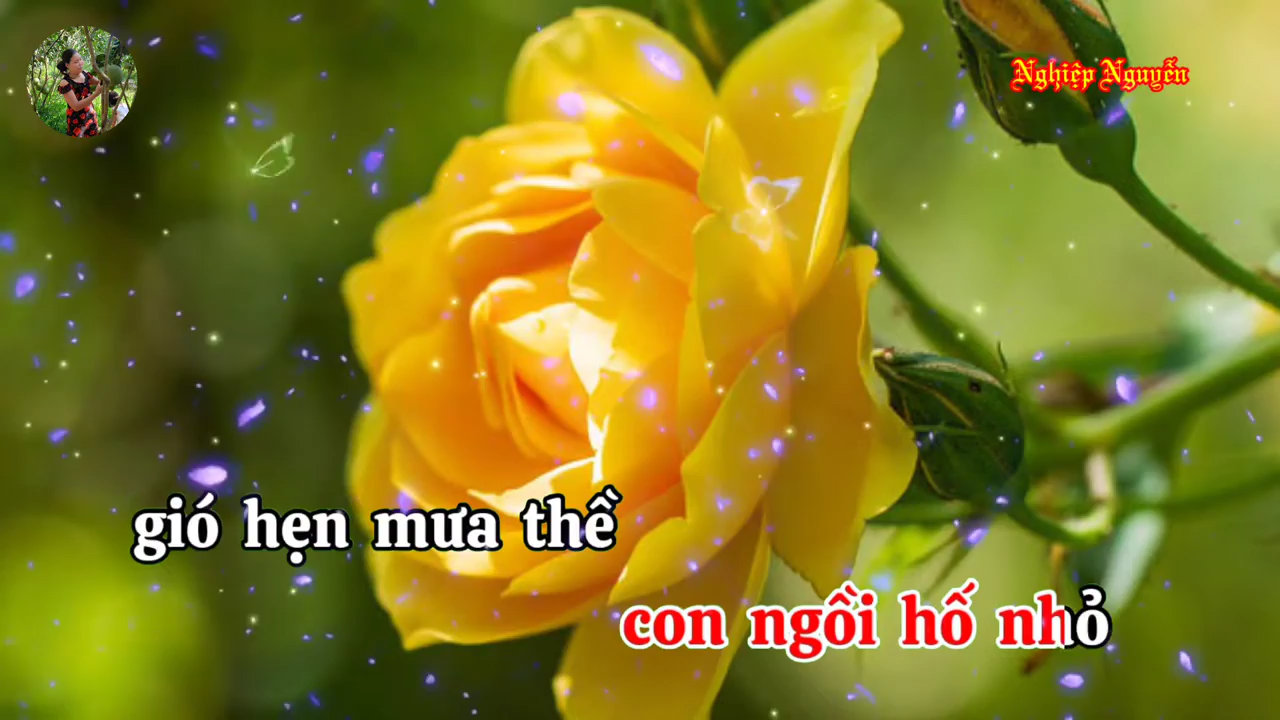 Nghiệp Nguyễn
gió hẹn mưa thề
con ngồi hố nhỏ